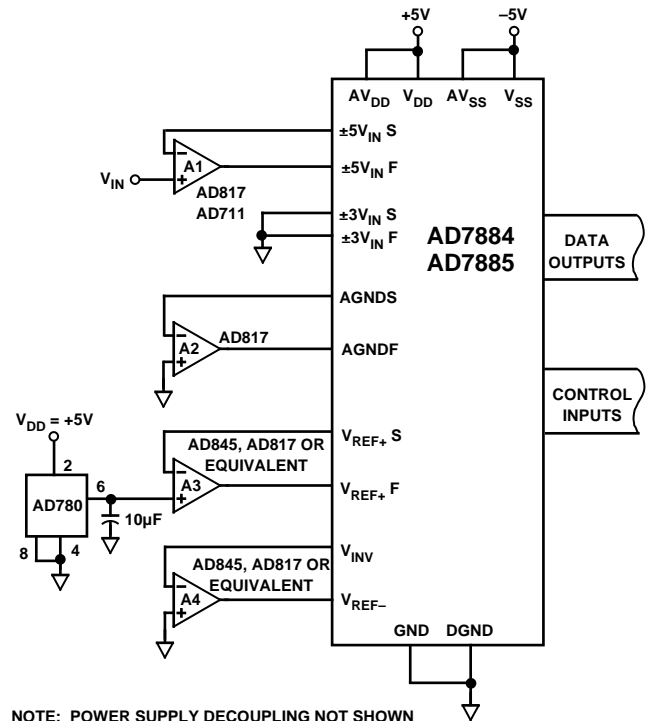 +5V
–5V
AVDD VDD AVSS VSS
±5VIN S
A1
VIN
±5VIN F
AD817
AD711
±3VIN S
±3VIN F
AD7884
AD7885
DATA
OUTPUTS
AGNDS
A2
AD817
AGNDF
CONTROL
INPUTS
VDD = +5V
2
VREF+ S
AD845, AD817 OR
EQUIVALENT
6
A3
VREF+ F
AD780
10µF
8
4
VINV
AD845, AD817 OR
EQUIVALENT
A4
VREF–
GND DGND
NOTE: POWER SUPPLY DECOUPLING NOT SHOWN